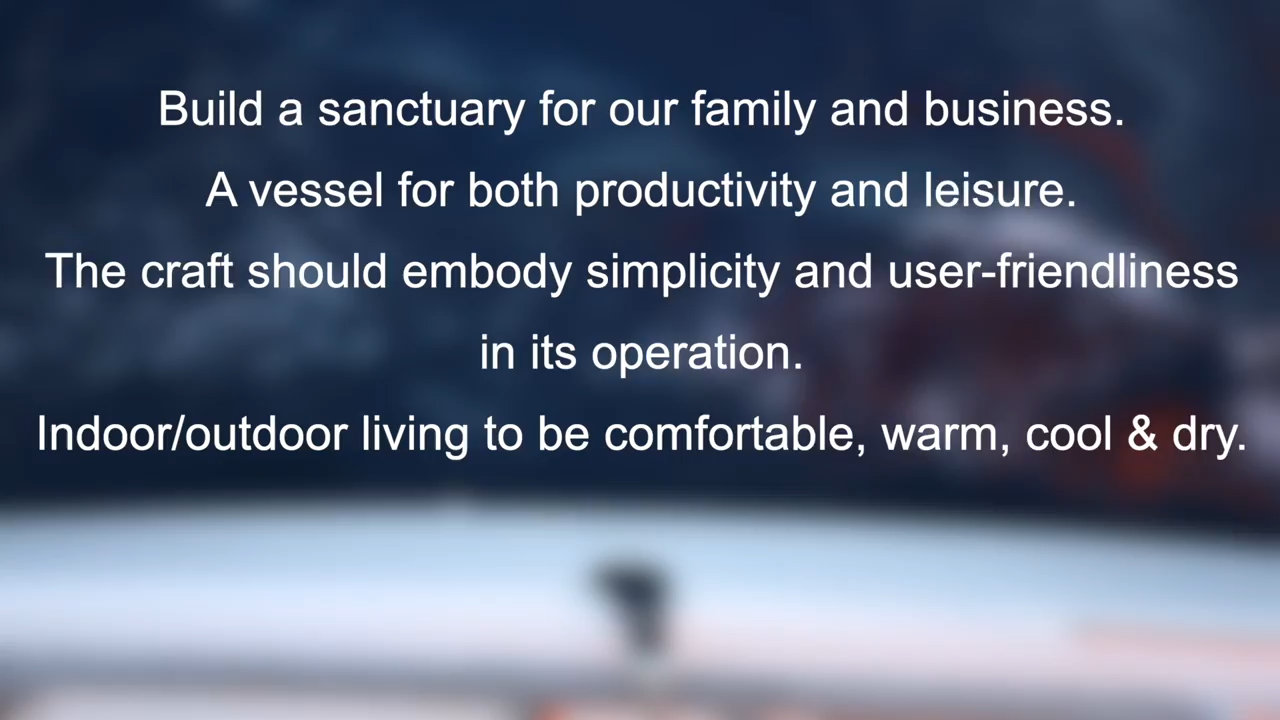 Build a sanctuary for our family and business.
A vessel for both productivity and leisure.
The craft should embody simplicity and user-friendliness
in its operation.
Indoor/outdoor living to be comfortable, warm, cool & dry.